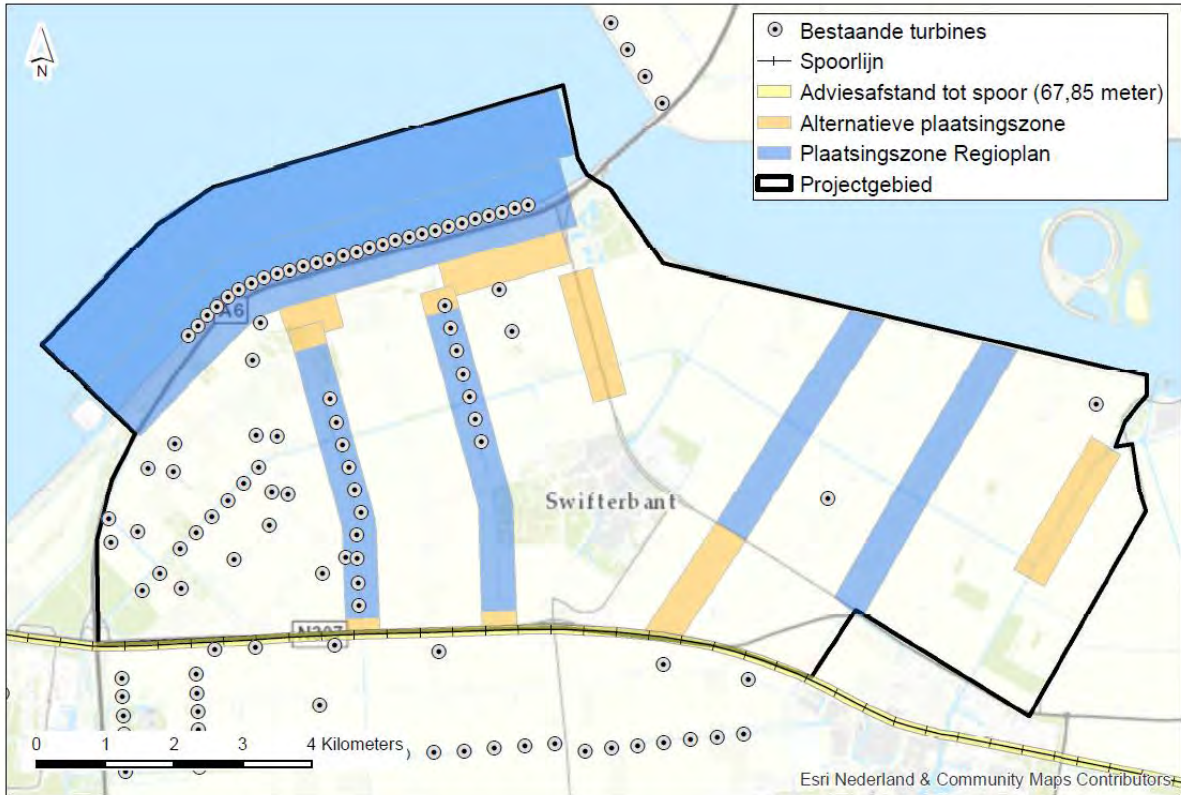 N
Bestaande turbines
Spoorlijn
Adviesafstand tot spoor (67,85 meter)
Alternatieve plaatsingszone
Plaatsingszone Regioplan
Projectgebied
A6
Swifterbant
N307
0 1 2 3 4 Kilometers
Esri Nederland & Community Maps Contributors